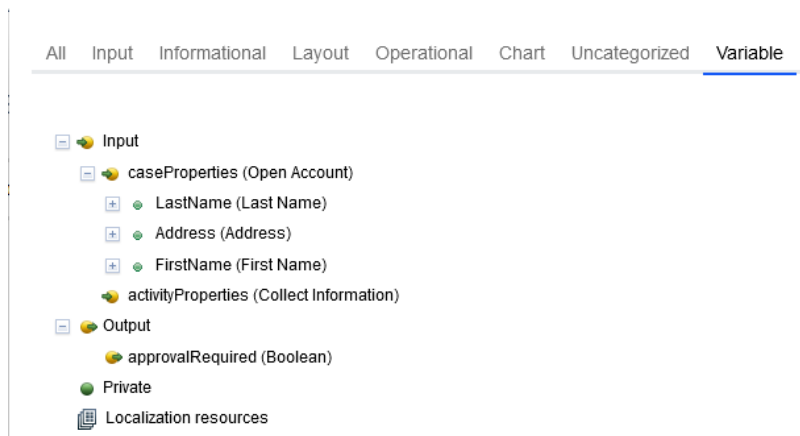 All Input Informational Layout Operational Chart Uncategorized Variable
Input
caseProperties (Open Account)
LastName (Last Name)
Address (Address)
FirstName (First Name)
activityProperties (Collect Information)
Output
approvalRequired (Boolean)
Private
Localization resources